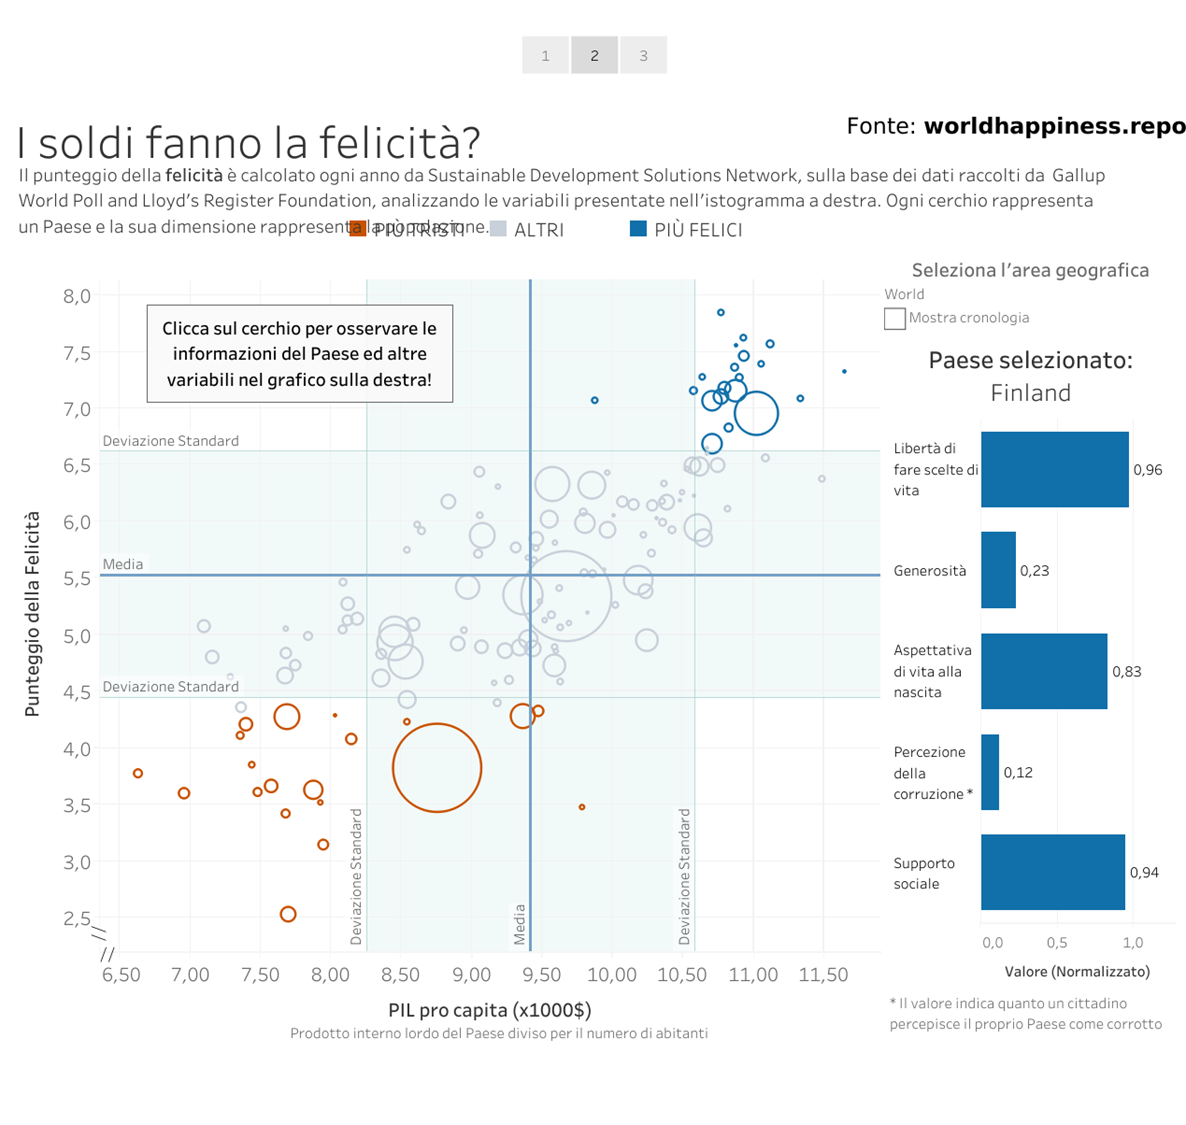 1 2 3
I soldi fanno la felicità?
Fonte: worldhappiness.repo
Il punteggio della felicità è calcolato ogni anno da Sustainable Development Solutions Network, sulla base dei dati raccolti da Gallup
World Poll and Lloyd's Register Foundation, analizzando le variabili presentate nell'istogramma a destra. Ogni cerchio rappresenta
un Paese e la sua dimensione rappresenta la popolazione.
PIÙ TRISTI ALTRI PIÙ FELICI
Seleziona l'area geografica
World
Mostra cronologia
Clicca sul cerchio per osservare le
informazioni del Paese ed altre
variabili nel grafico sulla destra!
Punteggio della Felicità
8,0
7,5
7,0
6,5
6,0
5,5
5,0
4,5
4,0
3,5
3,0
2,5
Deviazione Standard
Media
Deviazione Standard
Deviazione Standard
Media
Deviazione Standard
6,50 7,00 7,50 8,00 8,50 9,00 9,50 10,00 10,50 11,00 11,50
PIL pro capita (x1000$)
Prodotto interno lordo del Paese diviso per il numero di abitanti
Paese selezionato:
Finland
Libertà di
fare scelte di
vita
0,96
Generosità
0,23
Aspettativa
di vita alla
nascita
0,83
Percezione
della
corruzione *
0,12
Supporto
sociale
0,94
0,0 0,5 1,0
Valore (Normalizzato)
* Il valore indica quanto un cittadino
percepisce il proprio Paese come corrotto